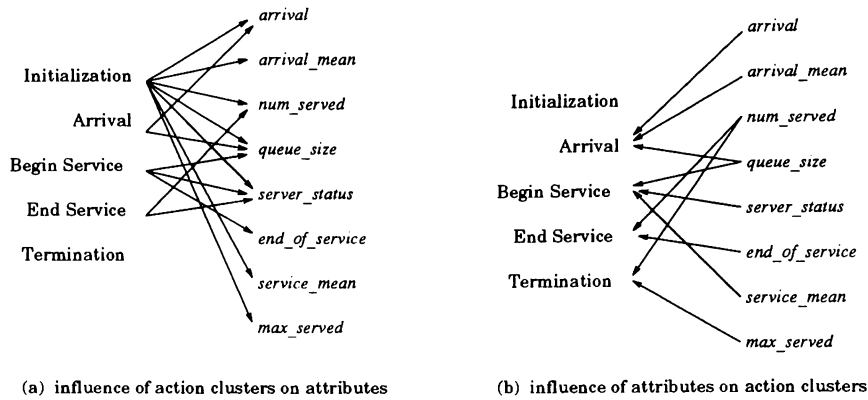 Initialization
Arrival
Begin Service
End Service
Termination
arrival
arrival_mean
num_served
queue_size
server_status
end_of_service
service_mean
max_served
(a) influence of action clusters on attributes
Initialization
Arrival
Begin Service
End Service
Termination
arrival
arrival_mean
num_served
queue_size
server_status
end_of_service
service_mean
max_served
(b) influence of attributes on action clusters